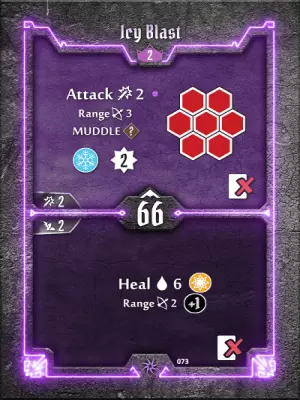 Icy Blast
2
Attack 2
Range 3
MUDDLE ?
2
2
66
2
Heal 6
Range 2 +1
073